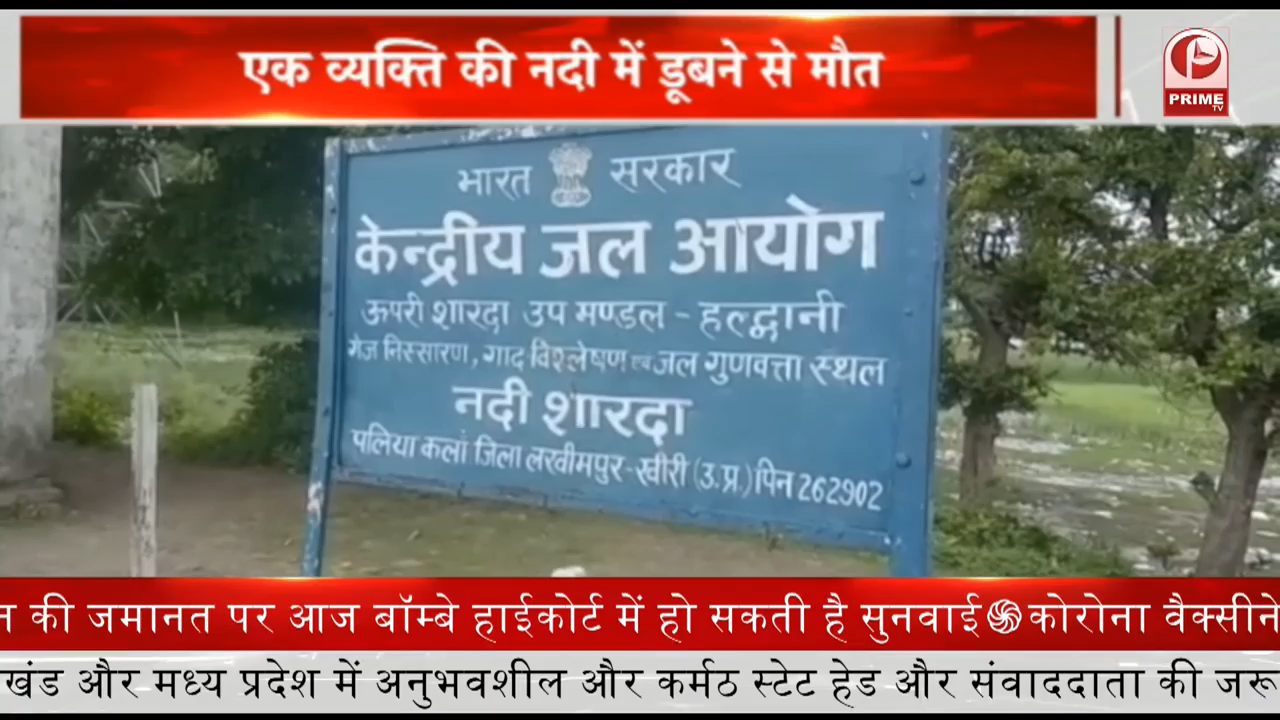 एक व्यक्ति की नदी में डूबने से मौत
PRIME
TV
भारत सरकार
केन्द्रीय जल आयोग
ऊपरी शारदा उप मण्डल - हल्द्वानी
गेज निस्सारण, गाद विश्लेषण एवं जल गुणवत्ता स्थल
नदी शारदा
पलिया कलाँ जिला लखीमपुर-खीरी (उ.प्र.) पिन 262902
की जमानत पर आज बॉम्बे हाईकोर्ट में हो सकती है सुनवाई कोरोना वैक्सीने
खंड और मध्य प्रदेश में अनुभवशील और कर्मठ स्टेट हेड और संवाददाता की जरू